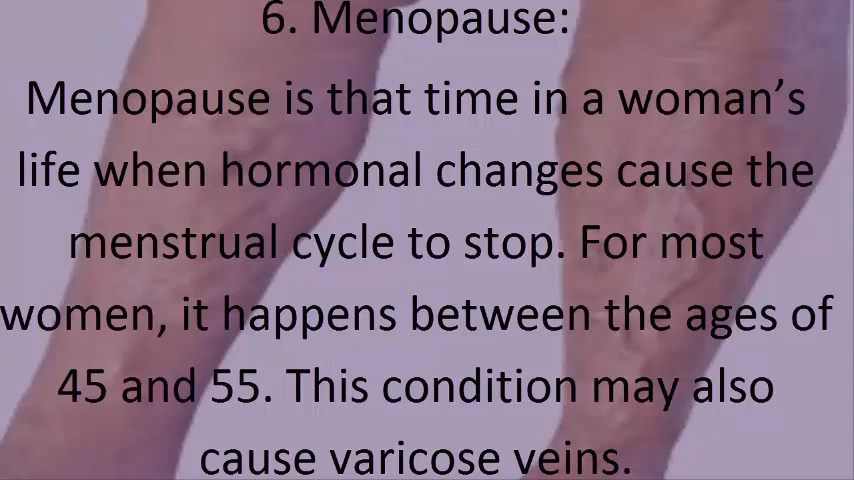 6. Menopause:
Menopause is that time in a woman’s
life when hormonal changes cause the
menstrual cycle to stop. For most
women, it happens between the ages of
45 and 55. This condition may also
cause varicose veins.